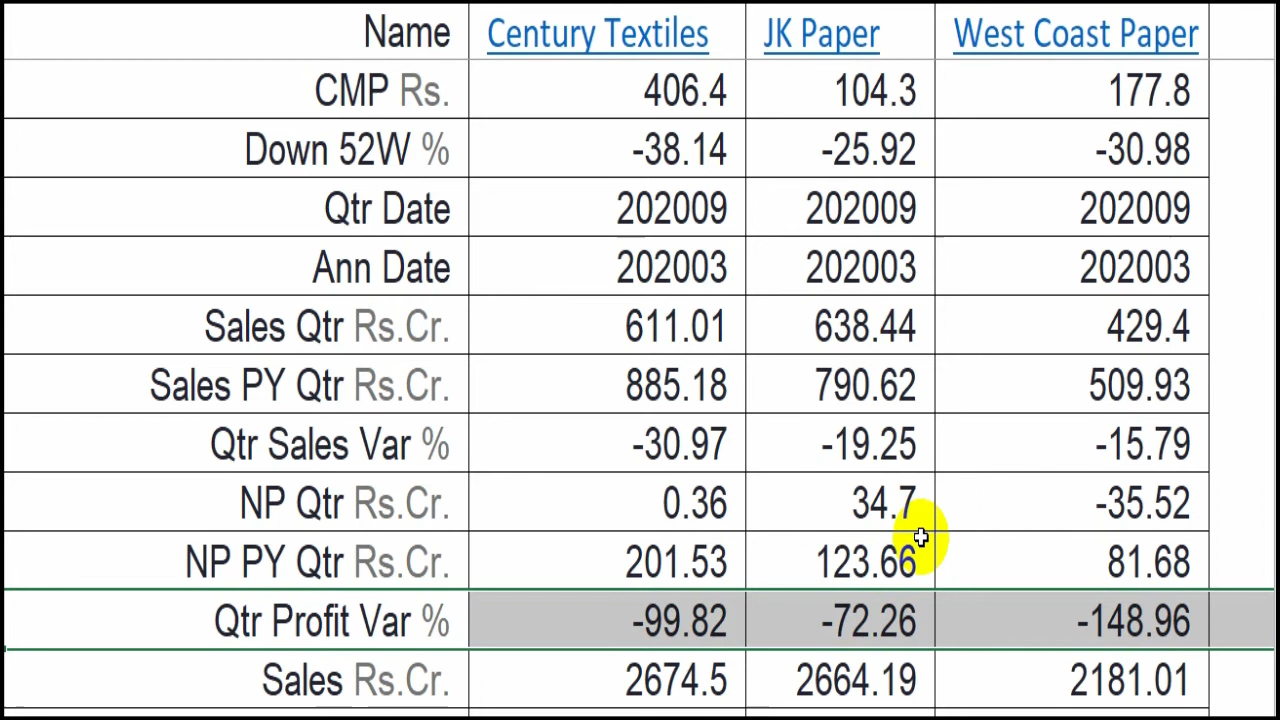 Name Century Textiles JK Paper West Coast Paper
CMP Rs. 406.4 104.3 177.8
Down 52W % -38.14 -25.92 -30.98
Qtr Date 202009 202009 202009
Ann Date 202003 202003 202003
Sales Qtr Rs.Cr. 611.01 638.44 429.4
Sales PY Qtr Rs.Cr. 885.18 790.62 509.93
Qtr Sales Var % -30.97 -19.25 -15.79
NP Qtr Rs.Cr. 0.36 34.7 -35.52
NP PY Qtr Rs.Cr. 201.53 123.66 81.68
Qtr Profit Var % -99.82 -72.26 -148.96
Sales Rs.Cr. 2674.5 2664.19 2181.01